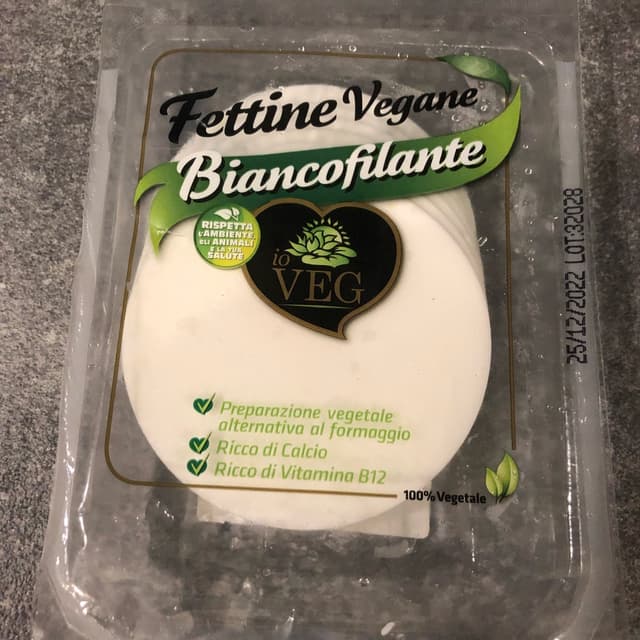 Fettine Vegane
Biancofilante
RISPETTA
L'AMBIENTE
GLI ANIMALI
E LA TUA
SALUTE
io
VEG
Preparazione vegetale
alternativa al formaggio
Ricco di Calcio
Ricco di Vitamina B12
100% Vegetale
25/12/2022 LOT:32028